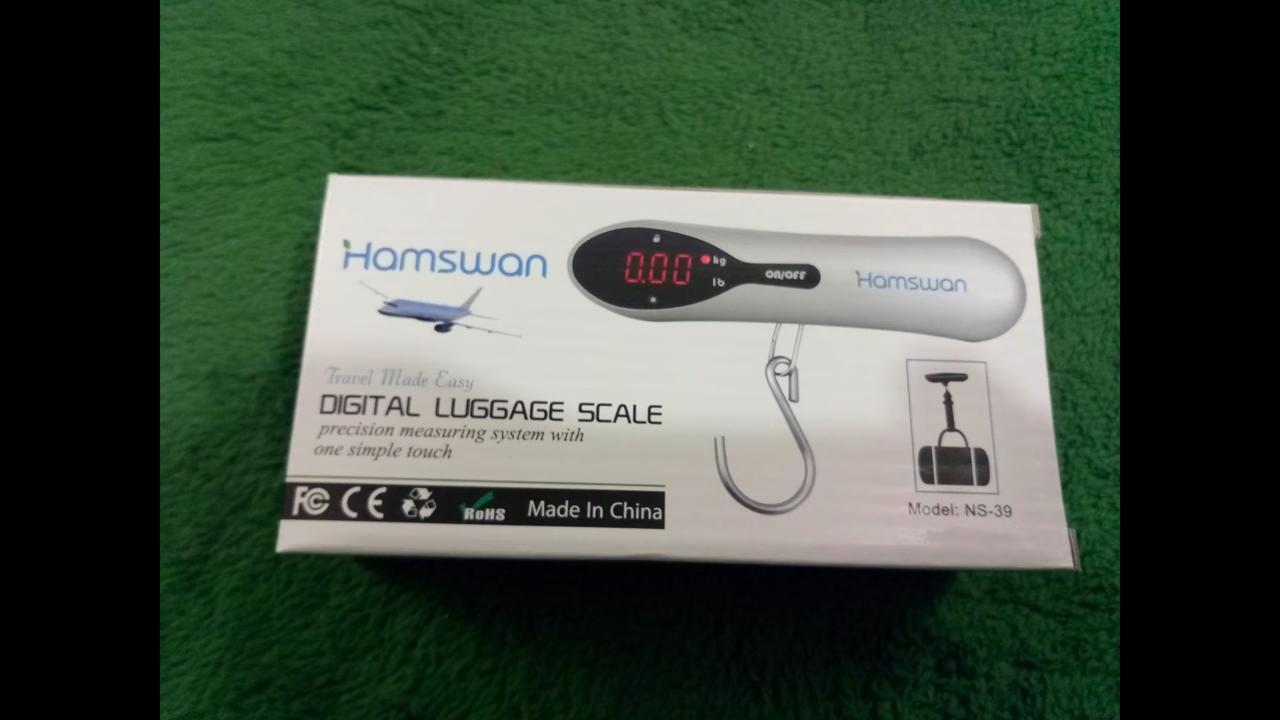 Hamswan
0.00
kg
lb
ON/OFF
Hamswan
Travel Made Easy
DIGITAL LUGGAGE SCALE
precision measuring system with
one simple touch
FC CE RoHS Made In China
Model: NS-39